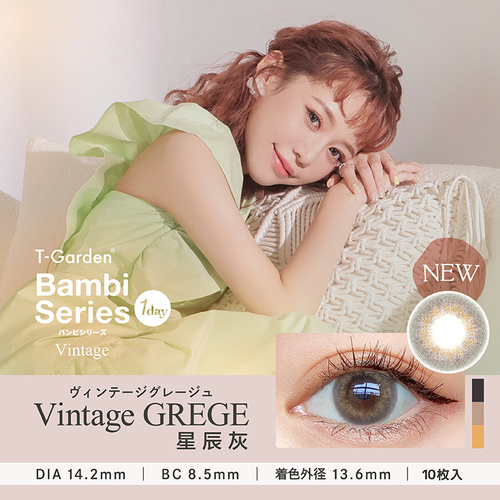 T-Garden®
Bambi
Series 1day
バンビシリーズ
Vintage
NEW
ヴィンテージグレージュ
Vintage GREGE
星辰灰
DIA 14.2mm | BC 8.5mm | 着色外径 13.6mm | 10枚入